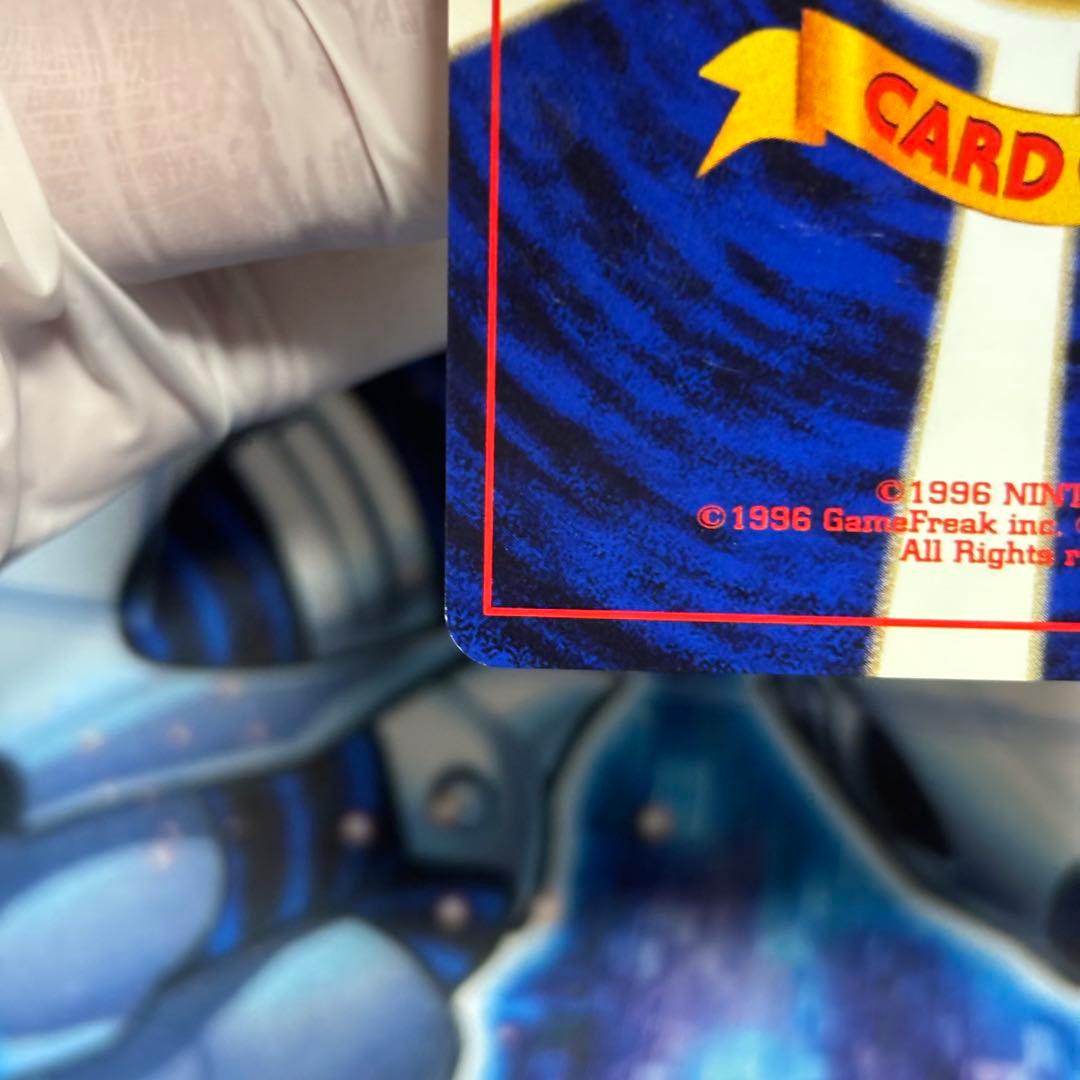 CARD
©1996 NINT
©1996 GameFreak inc.
All Rights r